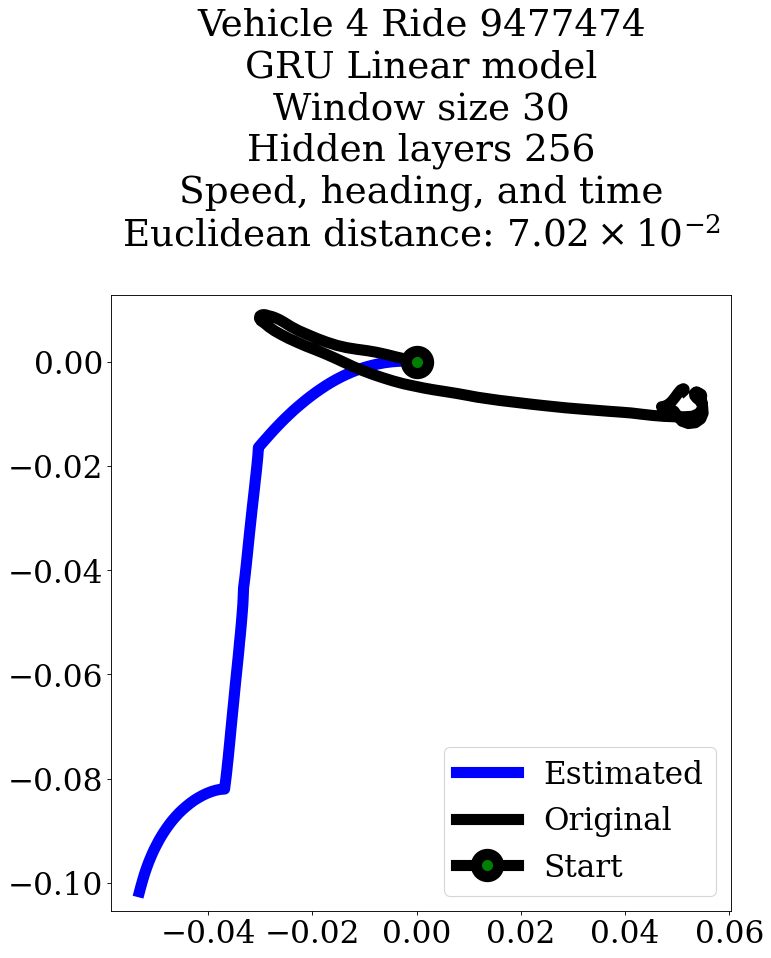 Vehicle 4 Ride 9477474
GRU Linear model
Window size 30
Hidden layers 256
Speed, heading, and time
Euclidean distance: 7.02 × 10⁻²
0.00
−0.02
−0.04
−0.06
−0.08
−0.10
Estimated
Original
Start
−0.04 −0.02 0.00 0.02 0.04 0.06